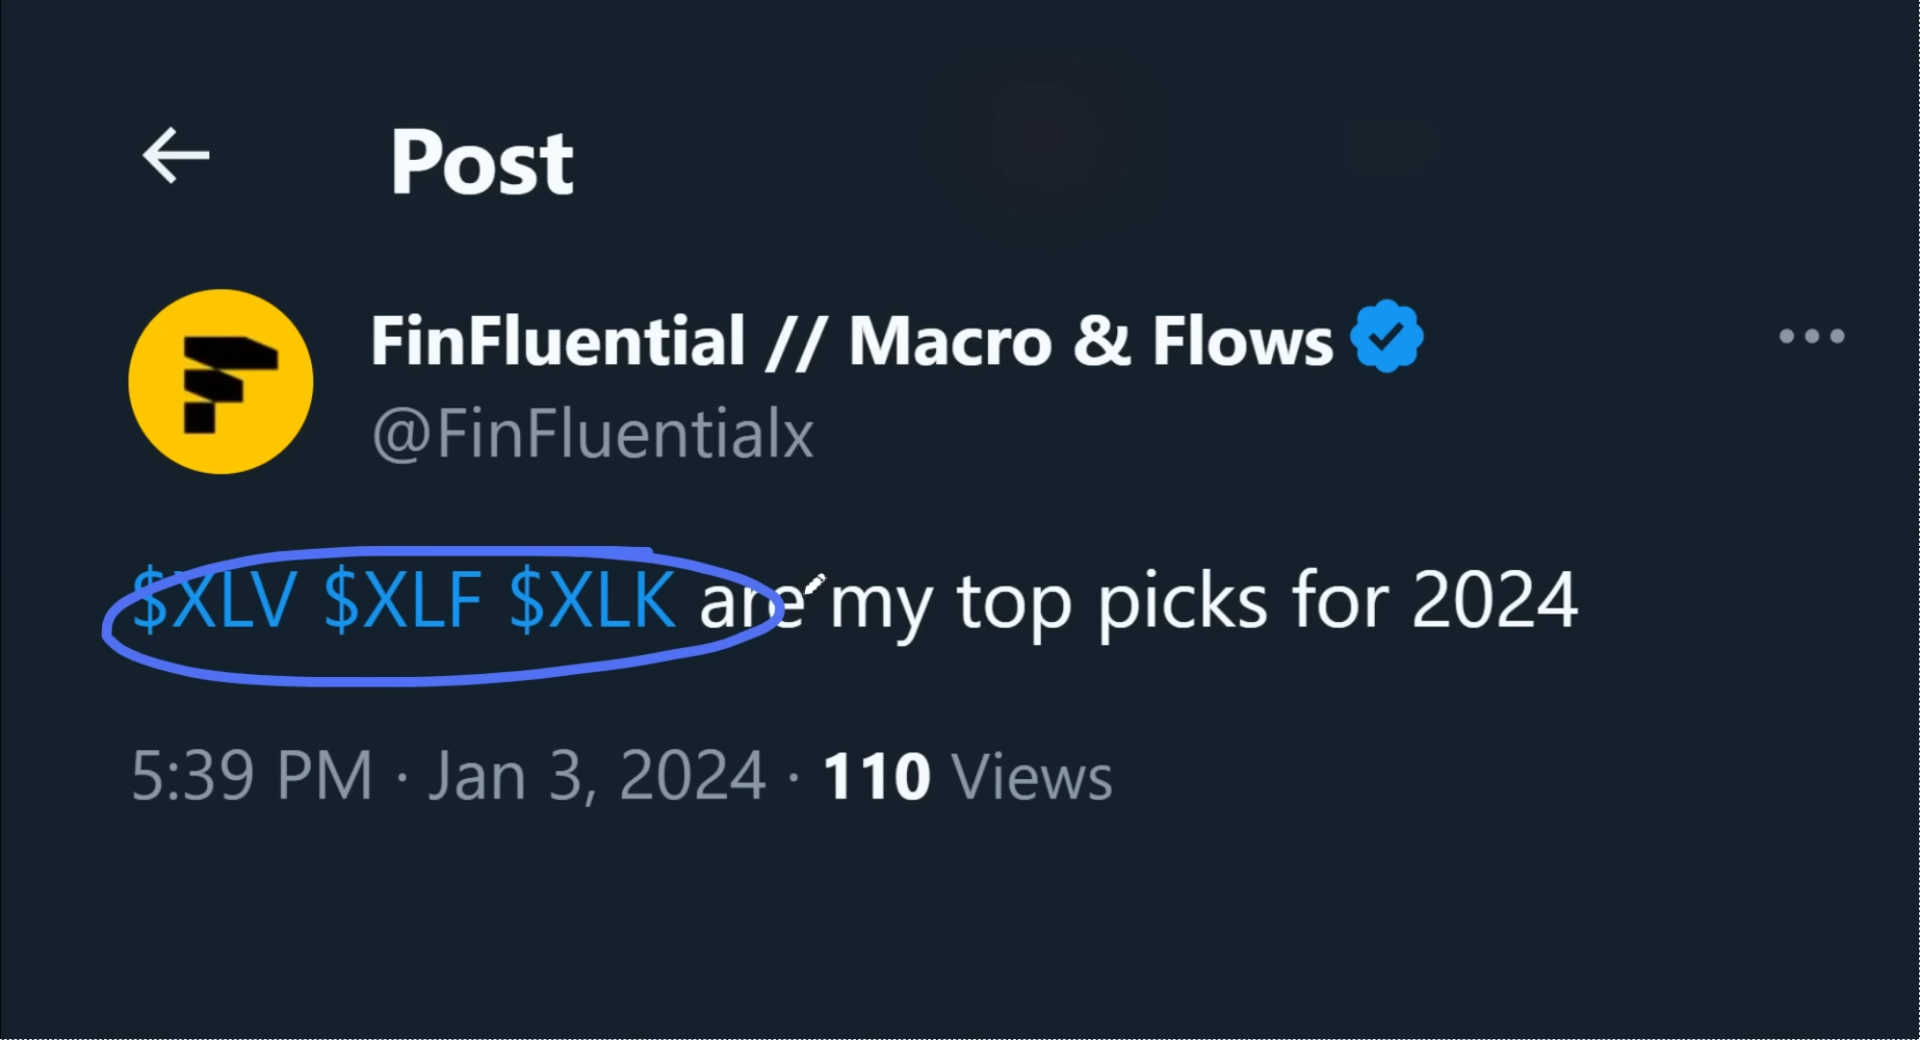 Post
FinFluential // Macro & Flows
@FinFluentialx
$XLV $XLF $XLK are my top picks for 2024
5:39 PM · Jan 3, 2024 · 110 Views